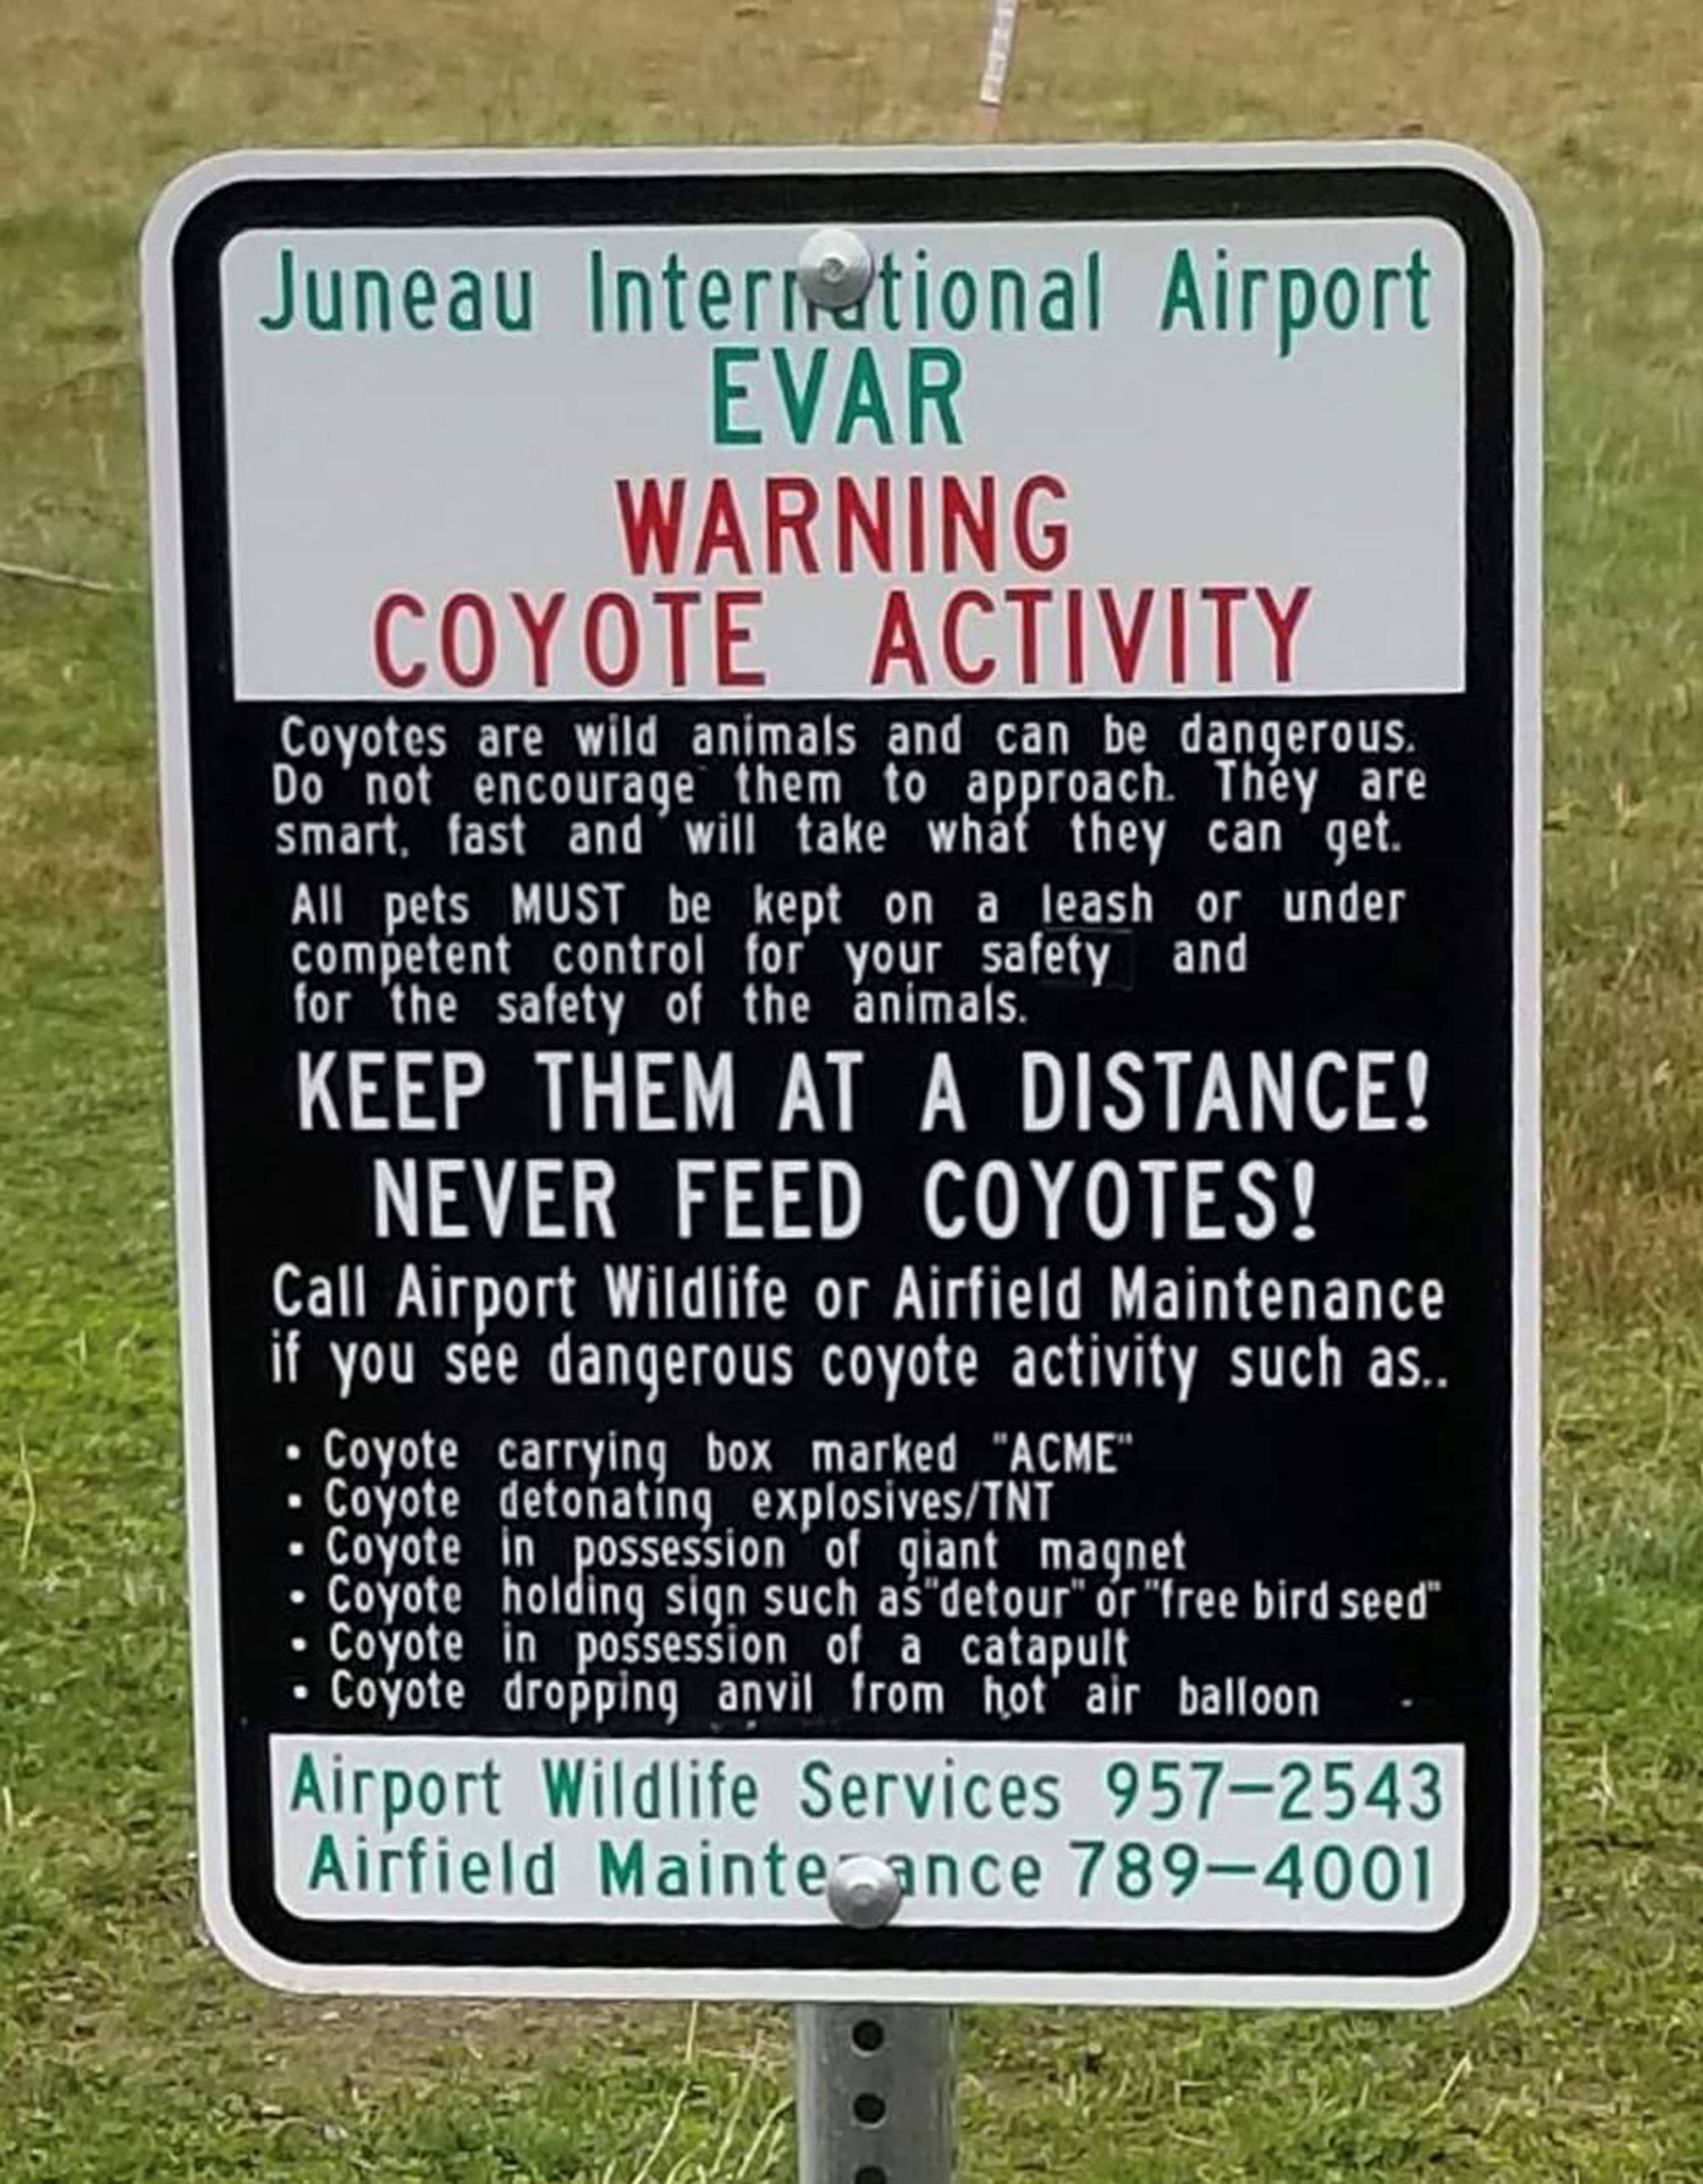 Juneau International Airport
EVAR
WARNING
COYOTE ACTIVITY
Coyotes are wild animals and can be dangerous.
Do not encourage them to approach. They are
smart, fast and will take what they can get.
All pets MUST be kept on a leash or under
competent control for your safety and
for the safety of the animals.
KEEP THEM AT A DISTANCE!
NEVER FEED COYOTES!
Call Airport Wildlife or Airfield Maintenance
if you see dangerous coyote activity such as..
• Coyote carrying box marked "ACME"
• Coyote detonating explosives/TNT
• Coyote in possession of giant magnet
• Coyote holding sign such as"detour" or "free bird seed"
• Coyote in possession of a catapult
• Coyote dropping anvil from hot air balloon
Airport Wildlife Services 957-2543
Airfield Maintenance 789-4001